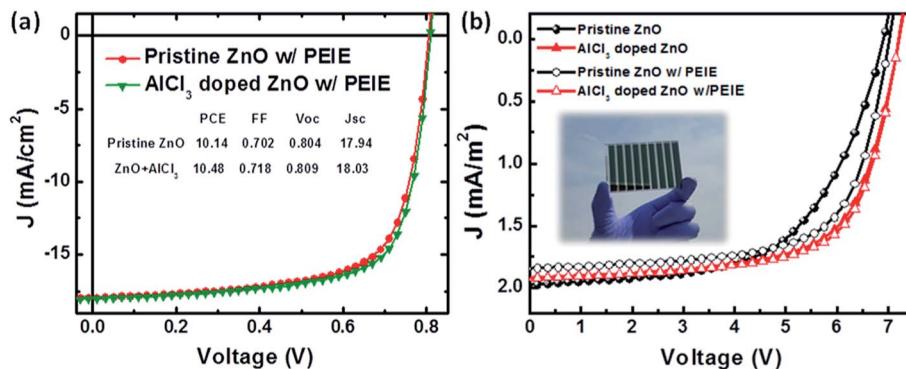 (a)
0
Pristine ZnO w/ PEIE
AlCl3 doped ZnO w/ PEIE
-5
PCE FF Voc Jsc
Pristine ZnO 10.14 0.702 0.804 17.94
ZnO+AlCl3 10.48 0.718 0.809 18.03
-10
-15
J (mA/cm2)
0.0 0.2 0.4 0.6 0.8
Voltage (V)
(b)
Pristine ZnO
AlCl3 doped ZnO
Pristine ZnO w/ PEIE
AlCl3 doped ZnO w/PEIE
0.0
0.5
1.0
1.5
2.0
J (mA/m2)
0 1 2 3 4 5 6 7
Voltage (V)